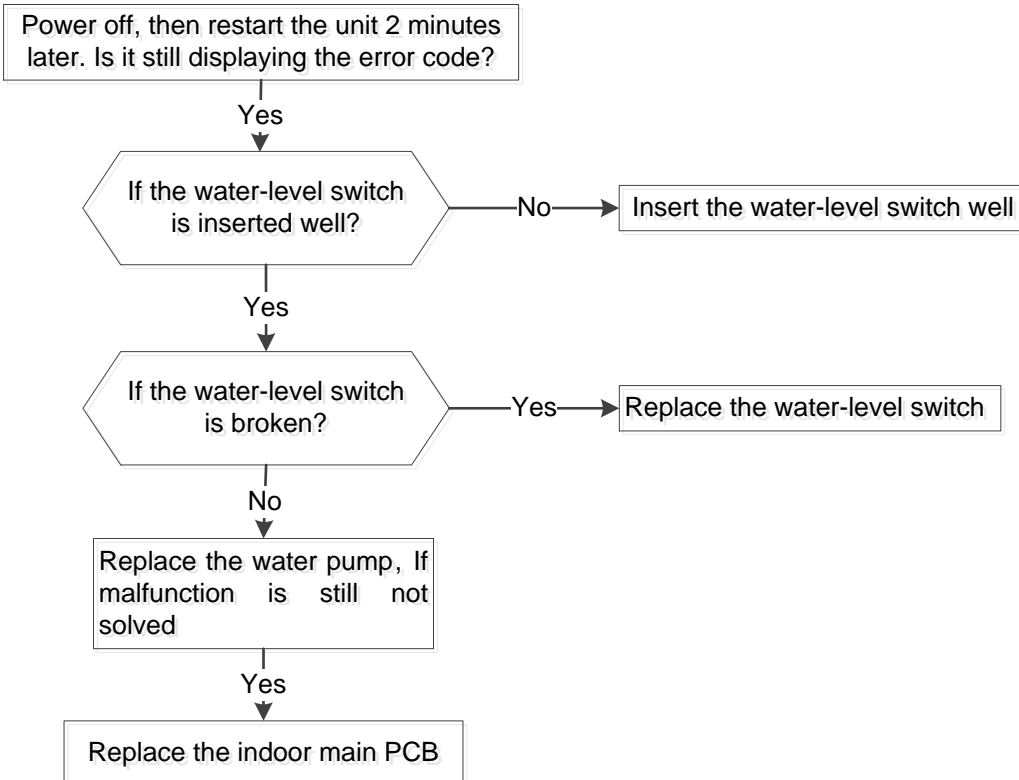 Power off, then restart the unit 2 minutes
later. Is it still displaying the error code?
Yes
If the water-level switch
is inserted well?
No
Insert the water-level switch well
Yes
If the water-level switch
is broken?
Yes
Replace the water-level switch
No
Replace the water pump, If
malfunction is still not
solved
Yes
Replace the indoor main PCB